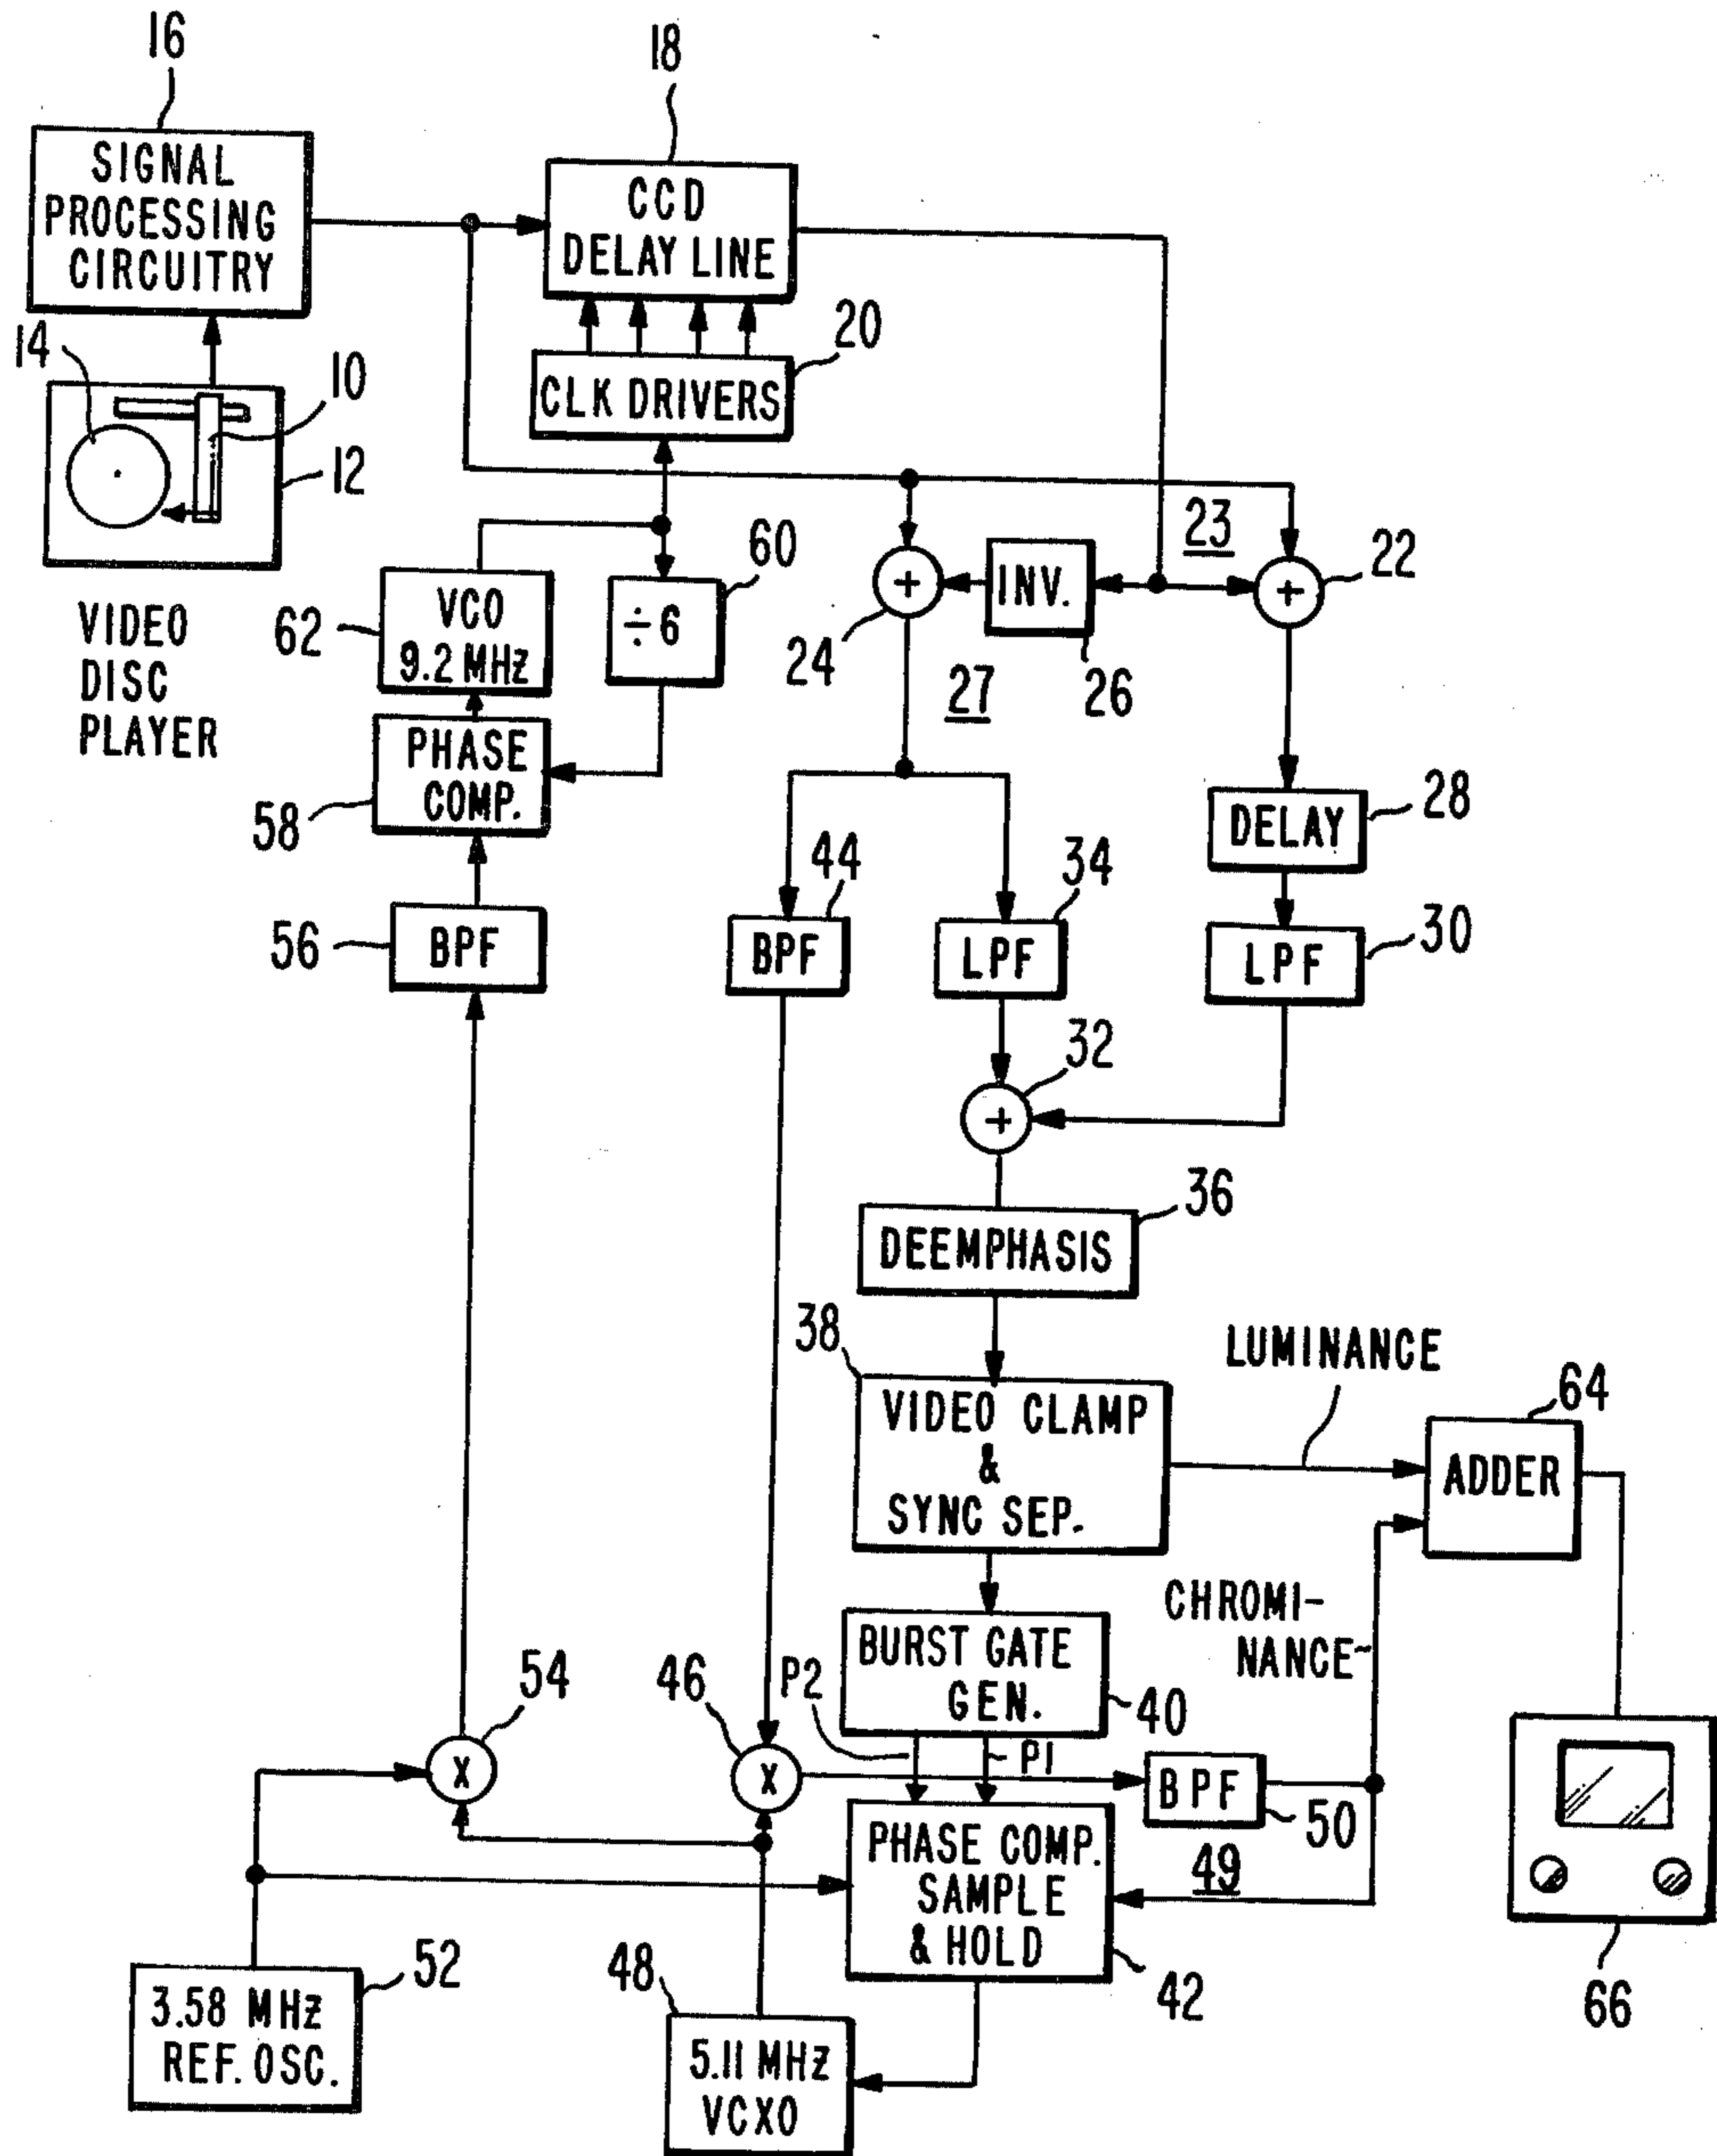 16
18
SIGNAL
PROCESSING
CIRCUITRY
CCD
DELAY LINE
14
10
12
20
CLK DRIVERS
VIDEO
DISC
PLAYER
62
VCO
9.2 MHz
60
÷6
23
+
24
INV.
26
+
22
27
58
PHASE
COMP.
DELAY
28
56
BPF
44
BPF
34
LPF
LPF
30
32
+
36
DEEMPHASIS
38
VIDEO CLAMP
&
SYNC SEP.
LUMINANCE
64
ADDER
CHROMI-
NANCE
BURST GATE
GEN.
40
P2
P1
54
X
46
X
BPF
50
49
PHASE COMP.
SAMPLE
& HOLD
42
52
3.58 MHz
REF. OSC.
48
5.11 MHz
VCXO
66